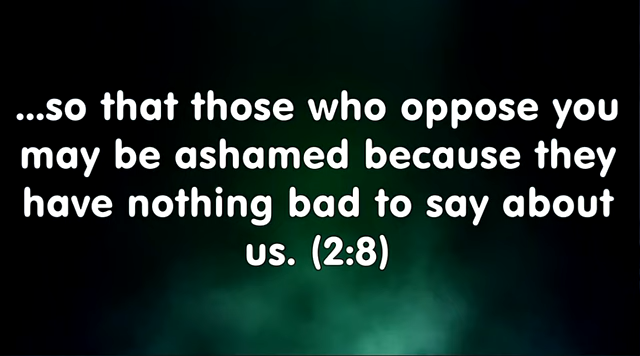 ...so that those who oppose you
may be ashamed because they
have nothing bad to say about
us. (2:8)